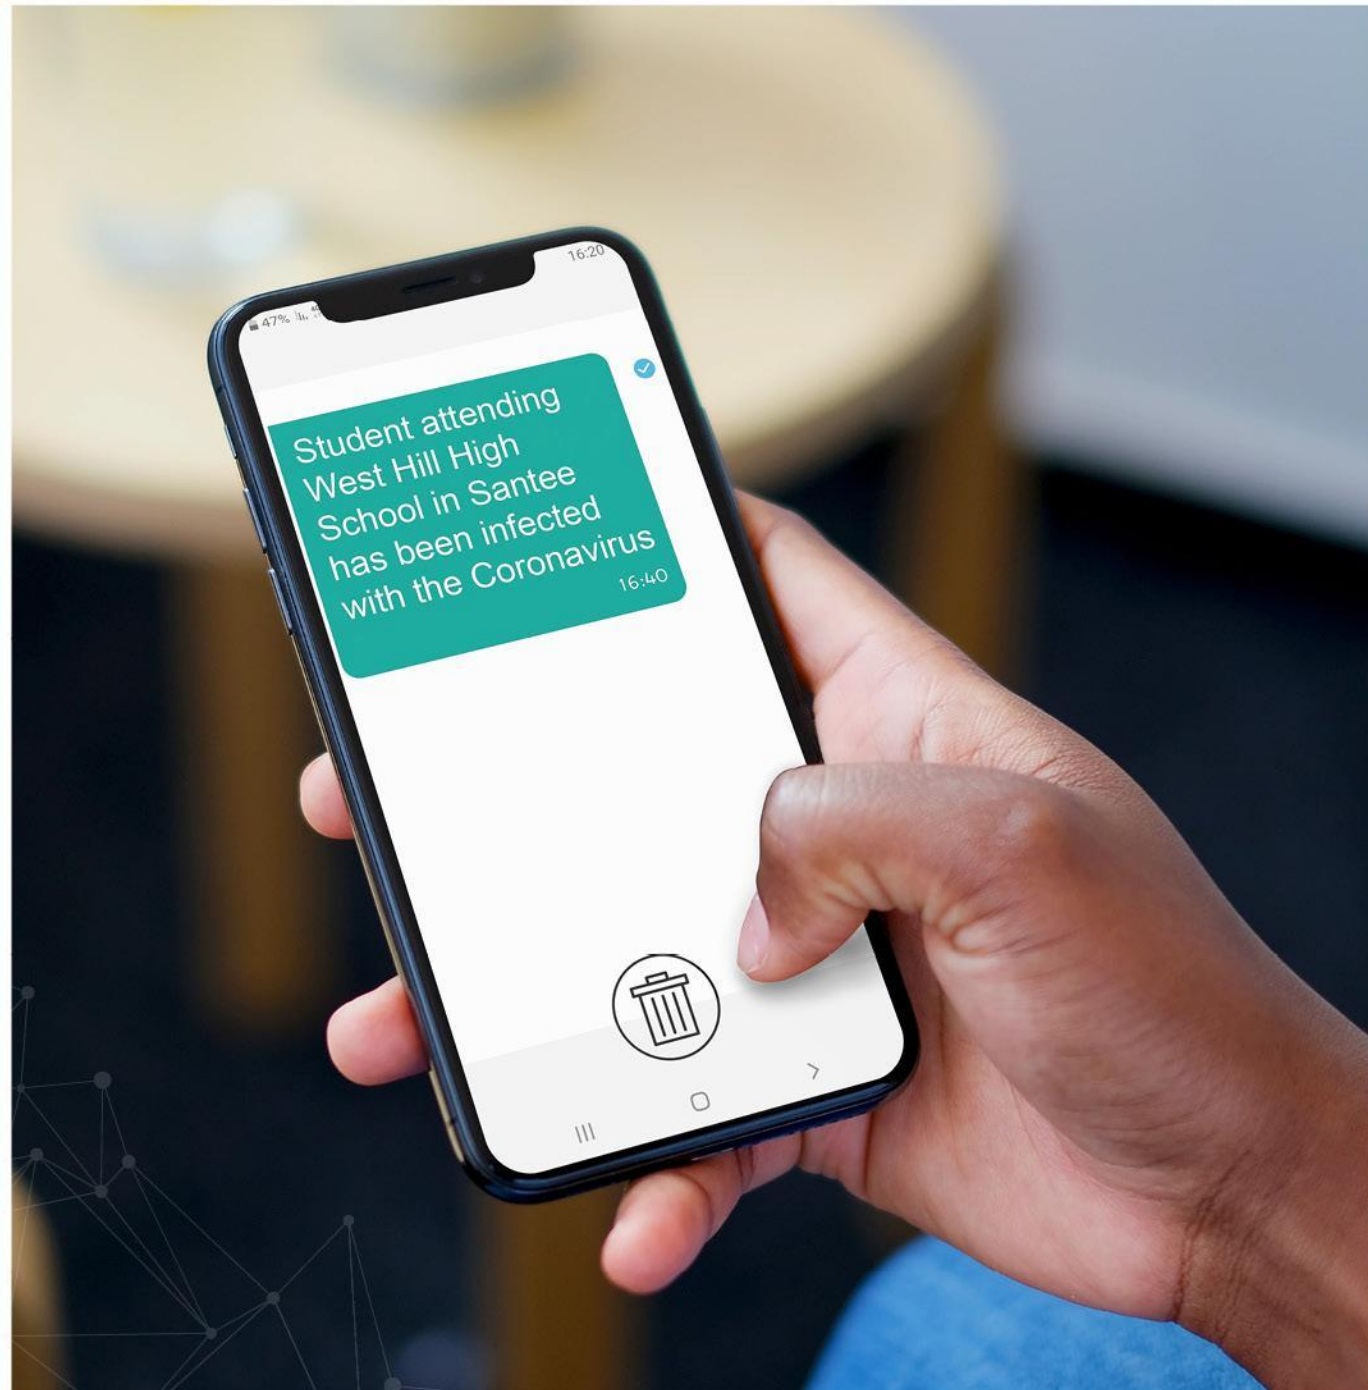 16:20
47%
Student attending
West Hill High
School in Santee
has been infected
with the Coronavirus
16:40